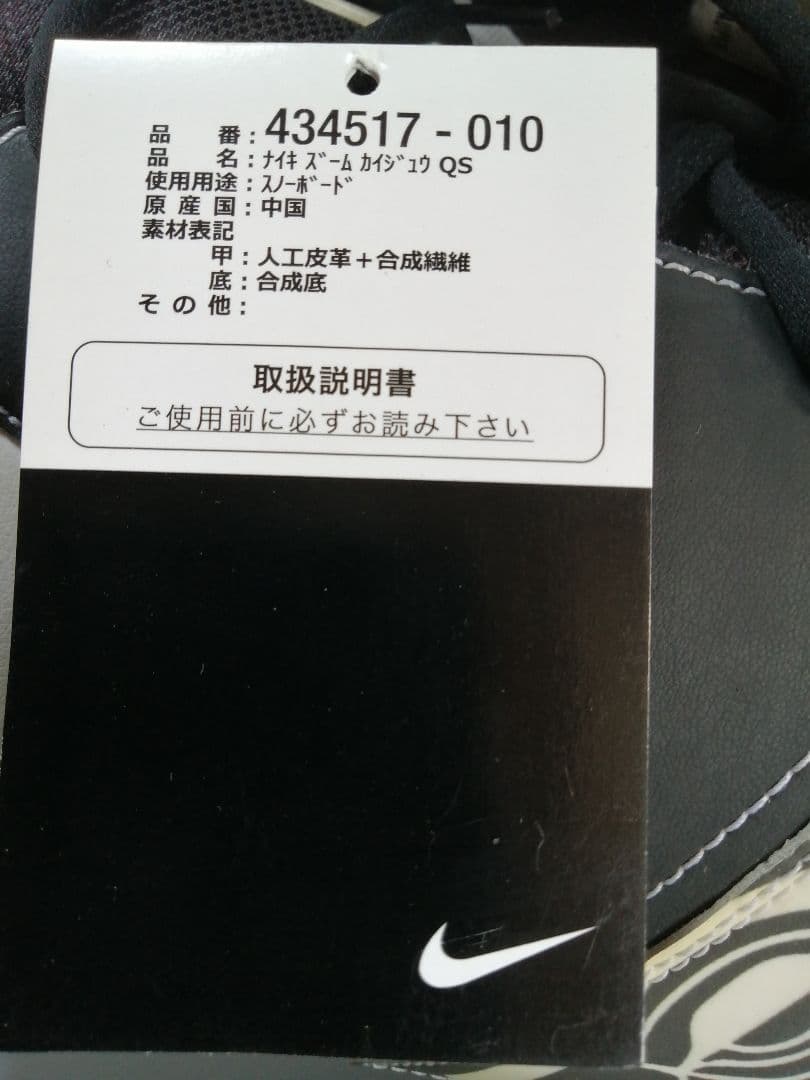 品番:434517-010
品名:ﾅｲｷ ｽﾞｰﾑ ｶｲｼﾞｭｳ QS
使用用途:ｽﾉｰﾎﾞｰﾄﾞ
原産国:中国
素材表記
甲:人工皮革+合成繊維
底:合成底
その他:
取扱説明書
ご使用前に必ずお読み下さい